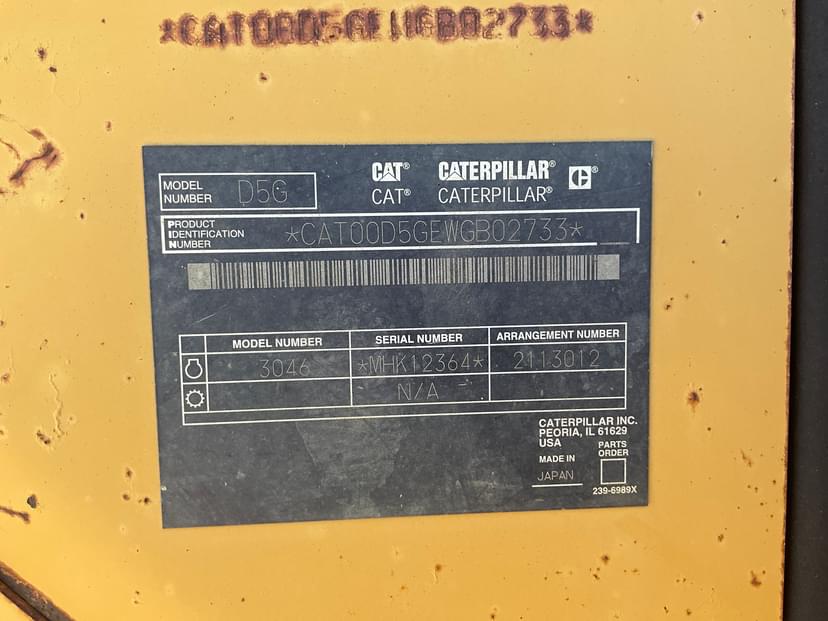 *CAT00D5GEWGB02733*
CAT® CATERPILLAR®
MODEL NUMBER D5G
CAT® CATERPILLAR®
PRODUCT IDENTIFICATION NUMBER *CAT00D5GEWGB02733*
MODEL NUMBER SERIAL NUMBER ARRANGEMENT NUMBER
3046 *MHK12364* 2113012
N/A
CATERPILLAR INC.
PEORIA, IL 61629
USA
PARTS ORDER
MADE IN
JAPAN
239-6989X